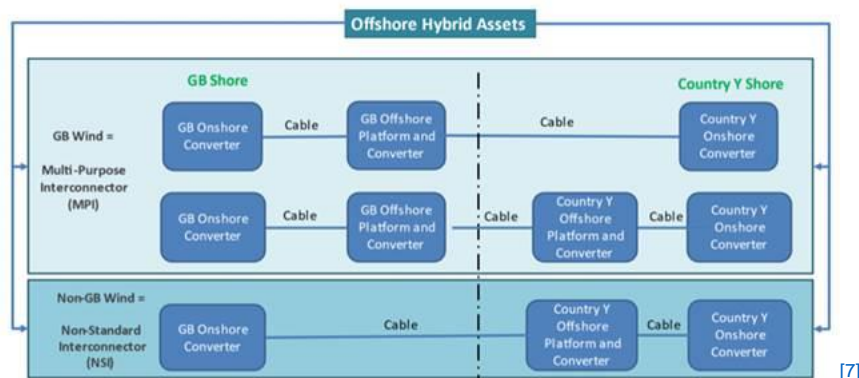 Offshore Hybrid Assets
GB Shore
Country Y Shore
GB Wind =
Multi-Purpose
Interconnector
(MPI)
GB Onshore
Converter
Cable
GB Offshore
Platform and
Converter
Cable
Country Y
Onshore
Converter
GB Onshore
Converter
Cable
GB Offshore
Platform and
Converter
Cable
Country Y
Offshore
Platform and
Converter
Cable
Country Y
Onshore
Converter
Non-GB Wind =
Non-Standard
Interconnector
(NSI)
GB Onshore
Converter
Cable
Country Y
Offshore
Platform and
Converter
Cable
Country Y
Onshore
Converter
[7]